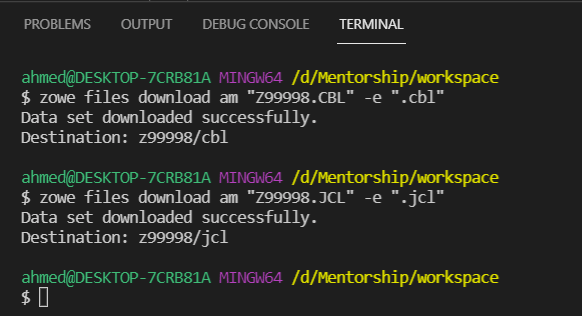 PROBLEMS OUTPUT DEBUG CONSOLE TERMINAL
ahmed@DESKTOP-7CRB81A MINGW64 /d/Mentorship/workspace
$ zowe files download am "Z99998.CBL" -e ".cbl"
Data set downloaded successfully.
Destination: z99998/cbl
ahmed@DESKTOP-7CRB81A MINGW64 /d/Mentorship/workspace
$ zowe files download am "Z99998.JCL" -e ".jcl"
Data set downloaded successfully.
Destination: z99998/jcl
ahmed@DESKTOP-7CRB81A MINGW64 /d/Mentorship/workspace
$